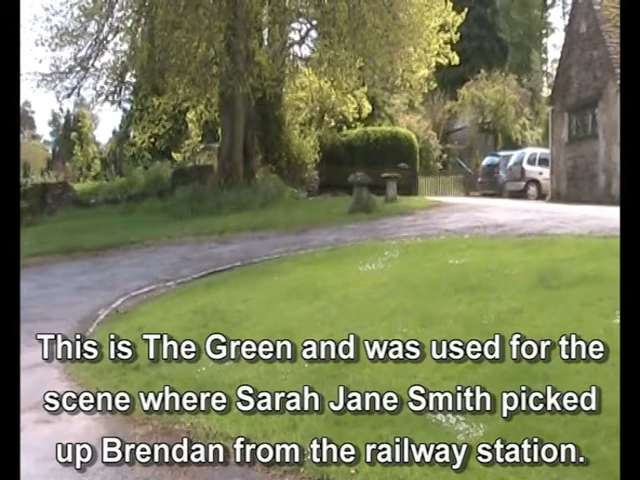 This is The Green and was used for the
scene where Sarah Jane Smith picked
up Brendan from the railway station.